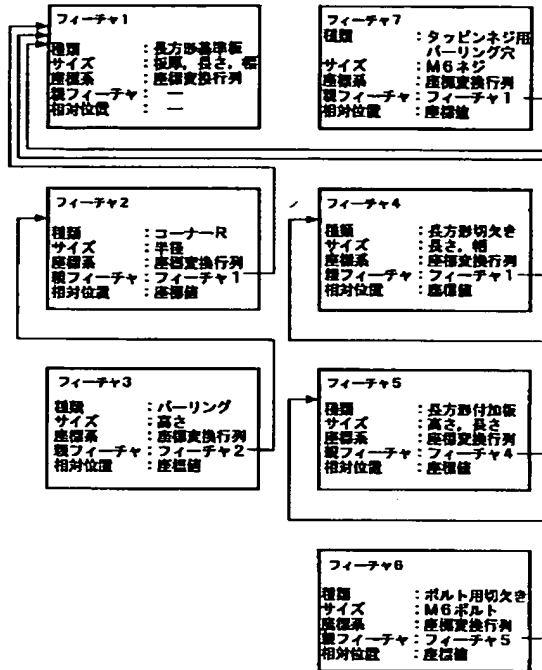 フィーチャ1
種類 : 長方形基準板
サイズ : 板厚, 長さ, 幅
座標系 : 座標変換行列
親フィーチャ : —
相対位置 : —
フィーチャ7
種類 : タッピンネジ用
バーリング穴
サイズ : M6ネジ
座標系 : 座標変換行列
親フィーチャ : フィーチャ1
相対位置 : 座標値
フィーチャ2
種類 : コーナーR
サイズ : 半径
座標系 : 座標変換行列
親フィーチャ : フィーチャ1
相対位置 : 座標値
フィーチャ4
種類 : 長方形切欠き
サイズ : 長さ, 幅
座標系 : 座標変換行列
親フィーチャ : フィーチャ1
相対位置 : 座標値
フィーチャ3
種類 : バーリング
サイズ : 高さ
座標系 : 座標変換行列
親フィーチャ : フィーチャ2
相対位置 : 座標値
フィーチャ5
種類 : 長方形付加板
サイズ : 高さ, 長さ
座標系 : 座標変換行列
親フィーチャ : フィーチャ4
相対位置 : 座標値
フィーチャ6
種類 : ボルト用切欠き
サイズ : M6ボルト
座標系 : 座標変換行列
親フィーチャ : フィーチャ5
相対位置 : 座標値